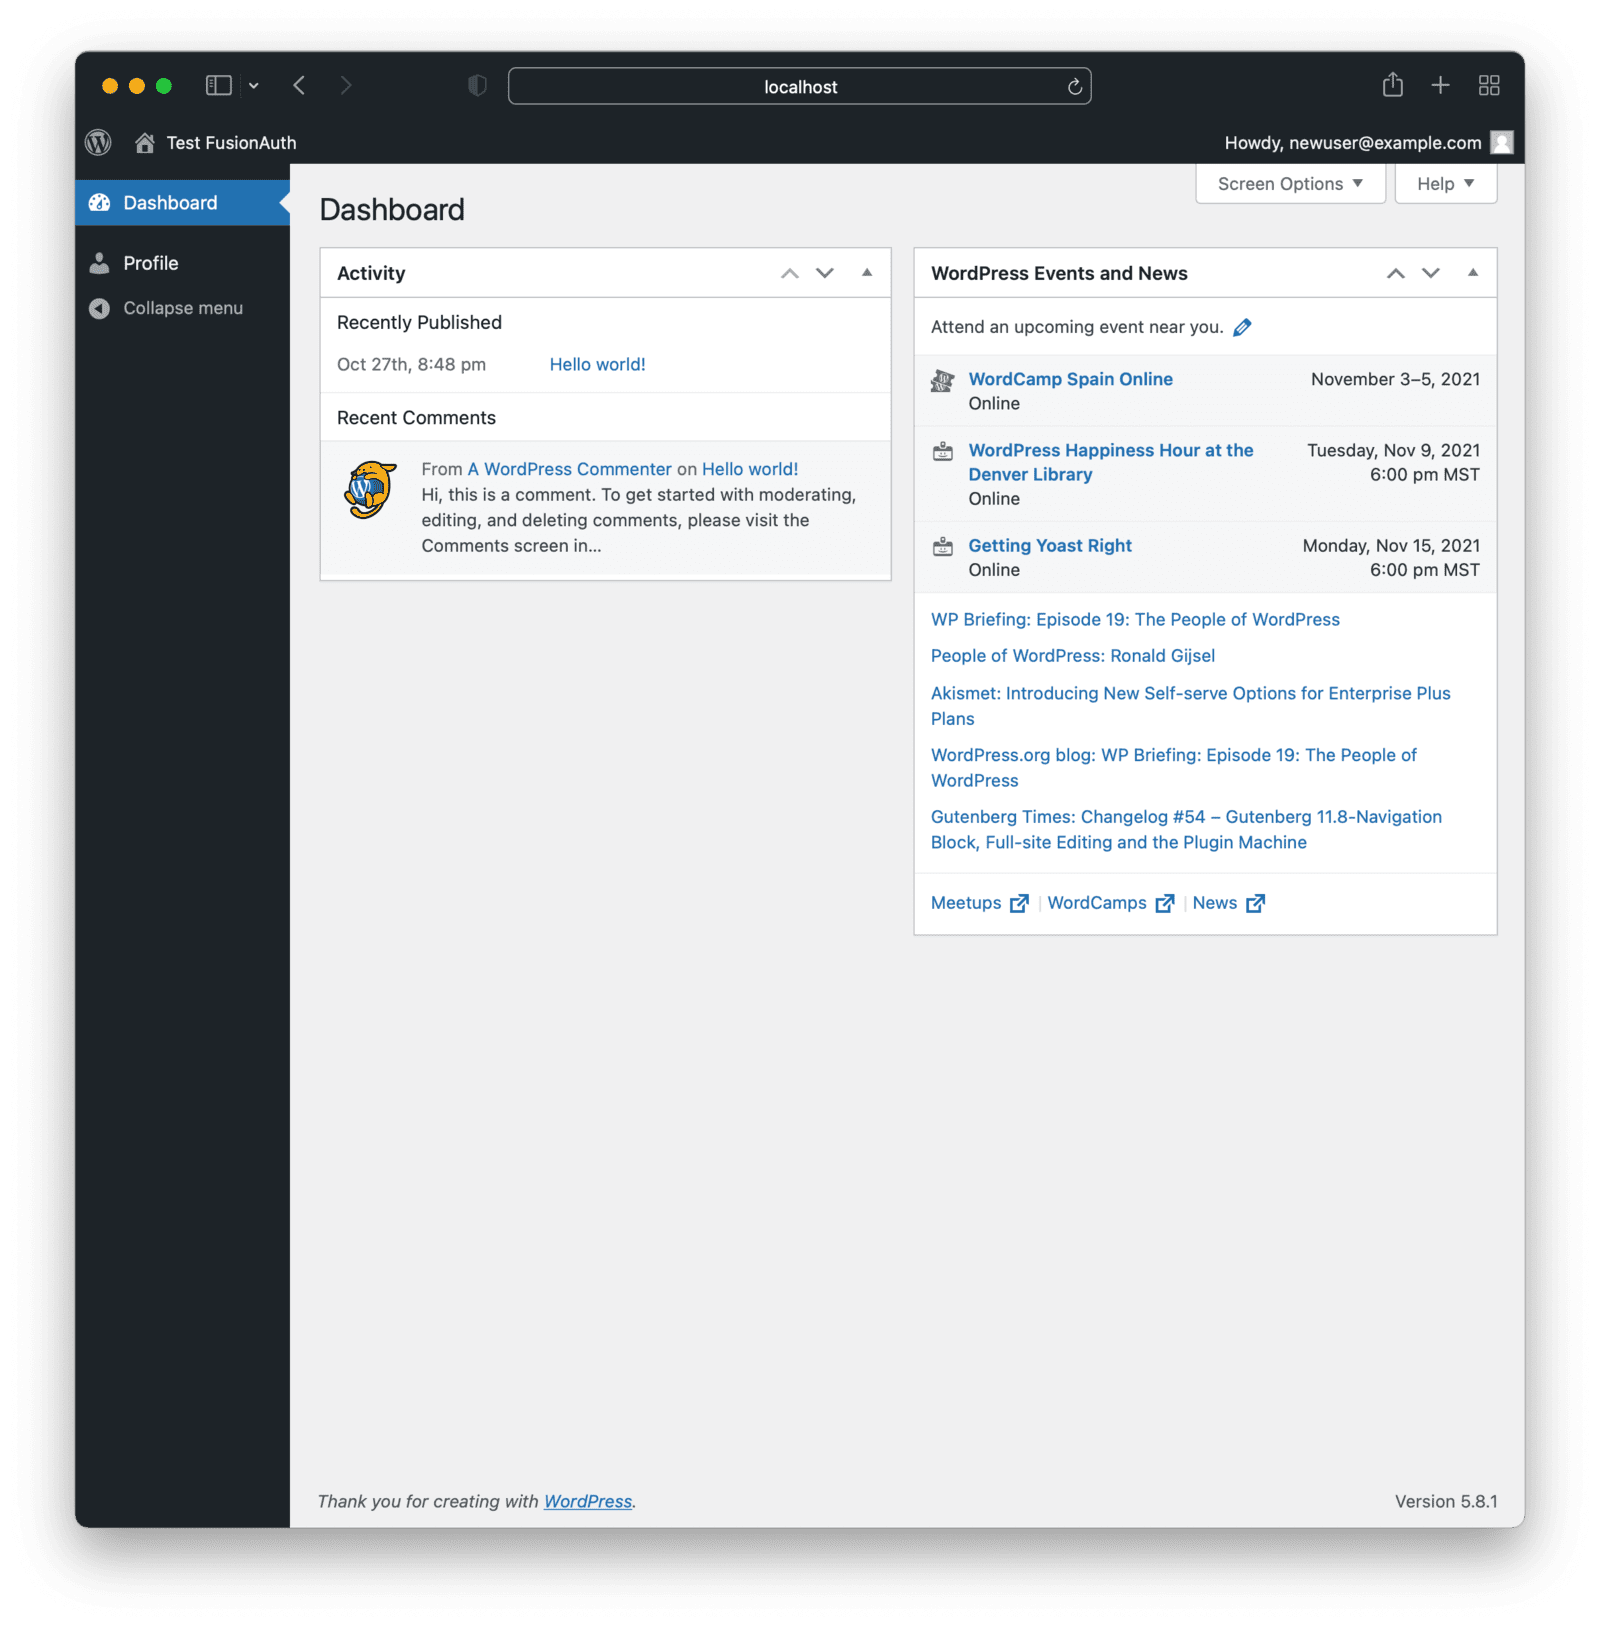 localhost
Test FusionAuth
Howdy, newuser@example.com
Dashboard
Profile
Collapse menu
Screen Options ▼
Help ▼
Dashboard
Activity
Recently Published
Oct 27th, 8:48 pm
Hello world!
Recent Comments
From A WordPress Commenter on Hello world!
Hi, this is a comment. To get started with moderating,
editing, and deleting comments, please visit the
Comments screen in...
WordPress Events and News
Attend an upcoming event near you.
WordCamp Spain Online
November 3–5, 2021
Online
WordPress Happiness Hour at the
Tuesday, Nov 9, 2021
Denver Library
6:00 pm MST
Online
Getting Yoast Right
Monday, Nov 15, 2021
Online
6:00 pm MST
WP Briefing: Episode 19: The People of WordPress
People of WordPress: Ronald Gijsel
Akismet: Introducing New Self-serve Options for Enterprise Plus
Plans
WordPress.org blog: WP Briefing: Episode 19: The People of
WordPress
Gutenberg Times: Changelog #54 – Gutenberg 11.8-Navigation
Block, Full-site Editing and the Plugin Machine
Meetups | WordCamps | News
Thank you for creating with WordPress.
Version 5.8.1